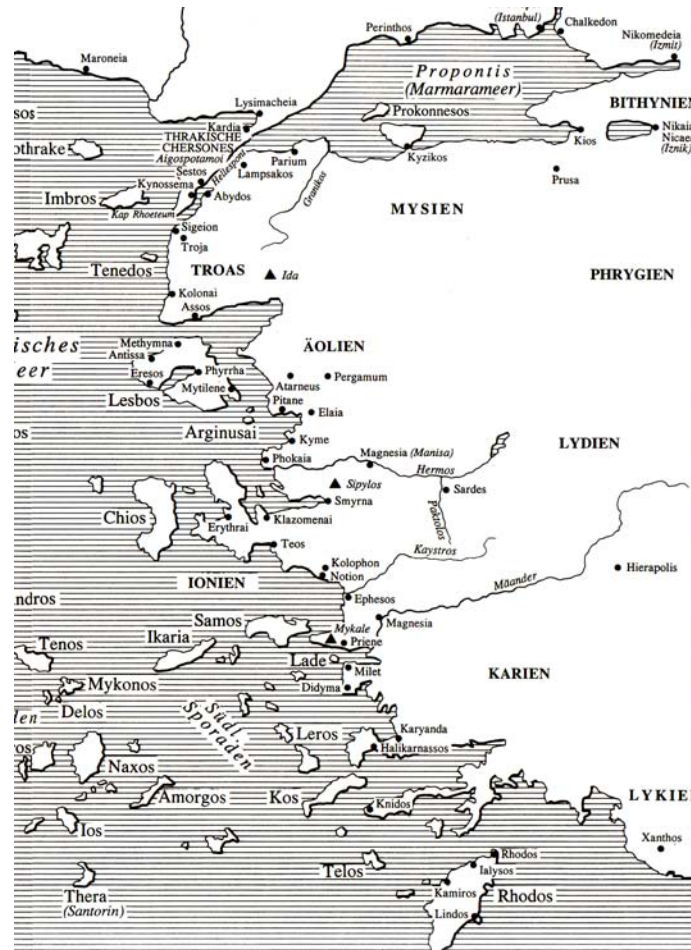 (Istanbul)
Chalkedon
Perinthos
Nikomedeia
(Izmit)
Maroneia
Propontis
(Marmarameer)
Lysimacheia
Prokonnesos
BITHYNIEN
Kardia
THRAKISCHE
CHERSONES
Aigospotamoi
Kios
Nikaia
Nicaea
(Iznik)
Kyzikos
Parium
Lampsakos
Hellespont
Sestos
Kynossema
Abydos
Granikos
Prusa
Imbros
Kap Rhoeteum
MYSIEN
Sigeion
Troja
Tenedos
TROAS
Ida
PHRYGIEN
Kolonai
Assos
Methymna
Antissa
ÄOLIEN
Eresos
Phyrrha
Mytilene
Atarneus
Pergamum
Lesbos
Pitane
Elaia
Arginusai
Kyme
LYDIEN
Phokaia
Magnesia (Manisa)
Hermos
Sipylos
Sardes
Smyrna
Paktolos
Chios
Erythrai
Klazomenai
Teos
Kaystros
Kolophon
Notion
Hierapolis
IONIEN
Mäander
Ephesos
Samos
Mykale
Magnesia
Ikaria
Priene
Tenos
Lade
Milet
KARIEN
Mykonos
Didyma
Delos
Südl.
Sporaden
Leros
Karyanda
Halikarnassos
Naxos
Amorgos
Kos
Knidos
LYKIEN
Ios
Xanthos
Telos
Rhodos
Ialysos
Thera
(Santorin)
Kamiros
Rhodos
Lindos